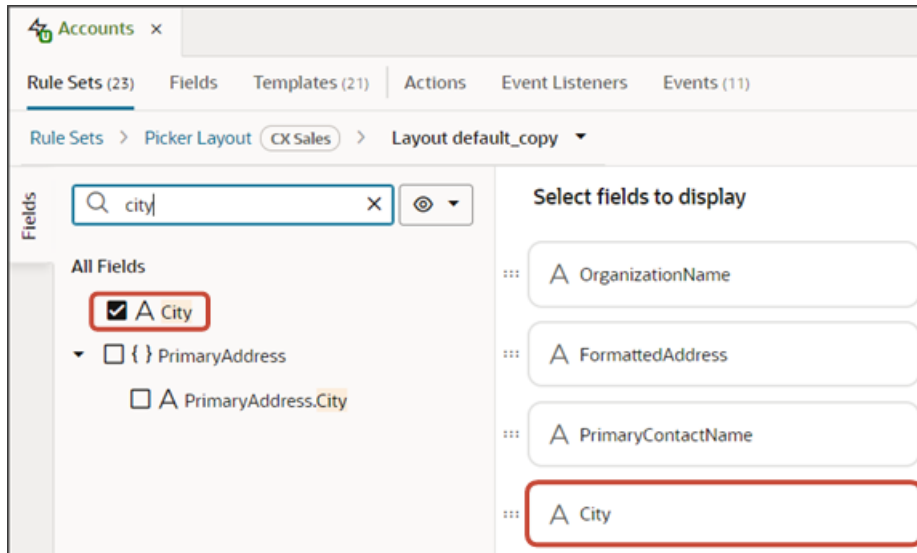 Accounts
Rule Sets (23) Fields Templates (21) Actions Event Listeners Events (11)
Rule Sets > Picker Layout CX Sales > Layout default_copy
Fields
city
Select fields to display
All Fields
City
{ } PrimaryAddress
PrimaryAddress.City
A OrganizationName
A FormattedAddress
A PrimaryContactName
A City